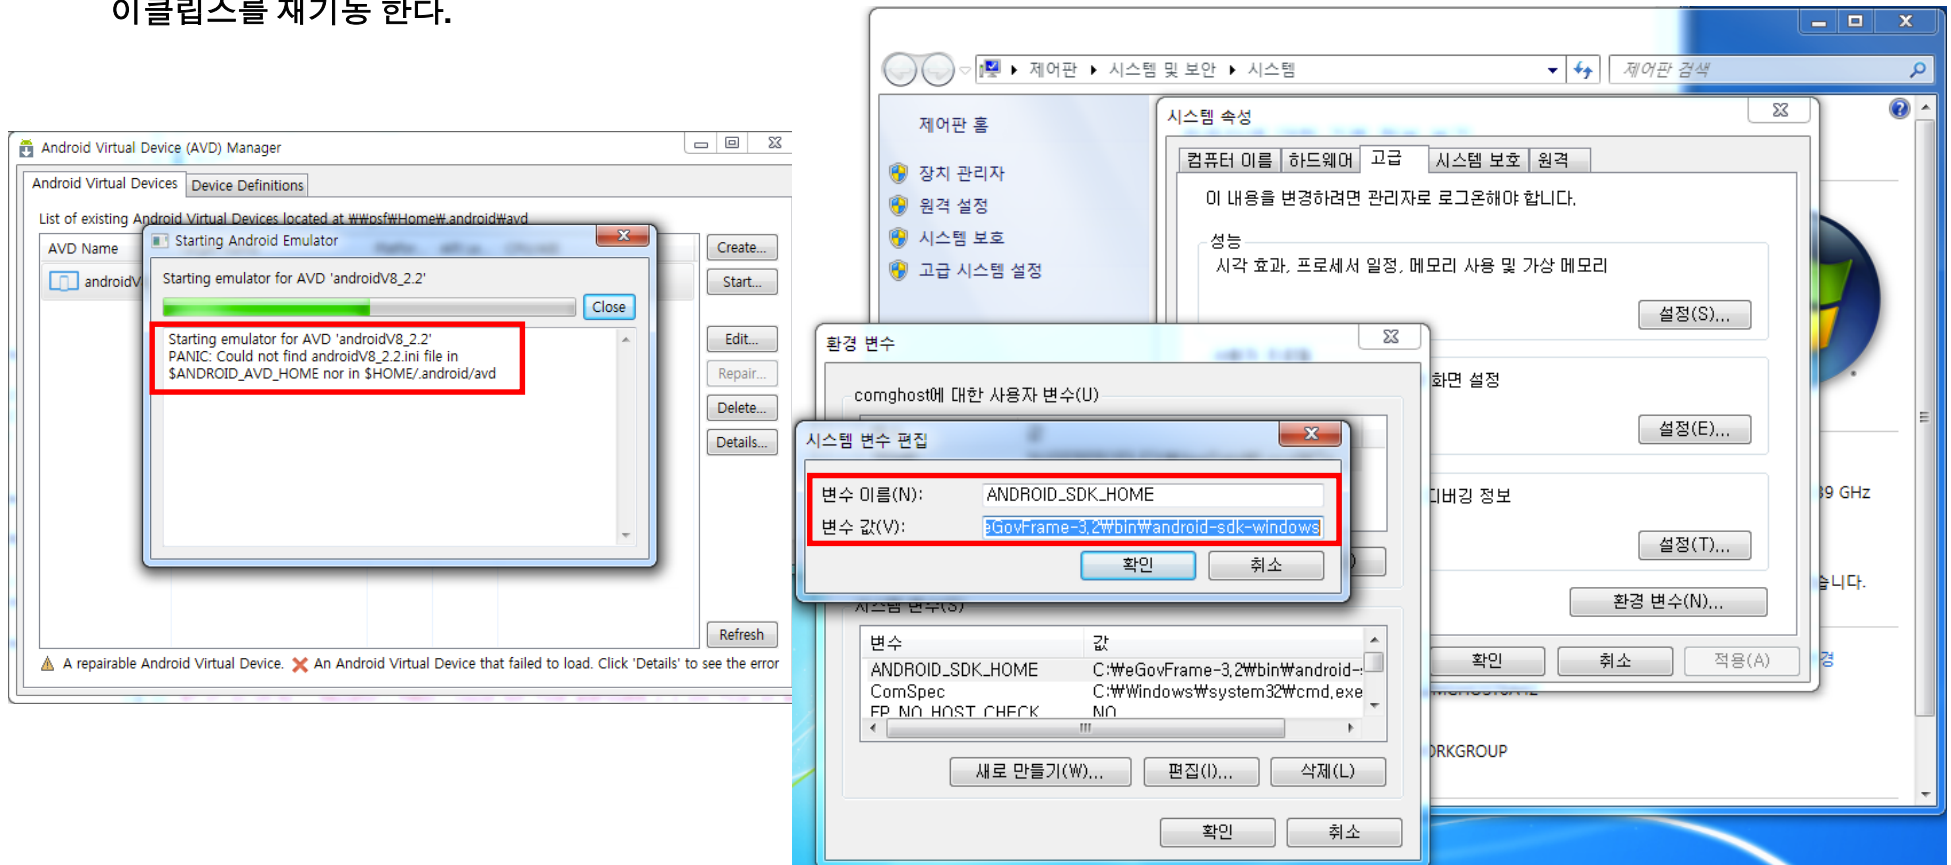 이클립스를 재기동 한다.
Android Virtual Device (AVD) Manager
Android Virtual Devices
Device Definitions
List of existing Android Virtual Devices located at ₩₩psf₩Home₩.android₩avd
AVD Name
androidV
Create...
Start...
Edit...
Repair...
Delete...
Details...
Refresh
Starting Android Emulator
Starting emulator for AVD 'androidV8_2.2'
Close
Starting emulator for AVD 'androidV8_2.2'
PANIC: Could not find androidV8_2.2.ini file in
$ANDROID_AVD_HOME nor in $HOME/.android/avd
A repairable Android Virtual Device. An Android Virtual Device that failed to load. Click 'Details' to see the error
제어판 시스템 및 보안 시스템
제어판 검색
제어판 홈
장치 관리자
원격 설정
시스템 보호
고급 시스템 설정
시스템 속성
컴퓨터 이름 하드웨어 고급 시스템 보호 원격
이 내용을 변경하려면 관리자로 로그온해야 합니다.
성능
시각 효과, 프로세서 일정, 메모리 사용 및 가상 메모리
설정(S)...
화면 설정
설정(E)...
디버깅 정보
설정(T)...
환경 변수(N)...
확인 취소 적용(A)
39 GHz
습니다.
경
ORKGROUP
환경 변수
comghost에 대한 사용자 변수(U)
시스템 변수 편집
변수 이름(N): ANDROID_SDK_HOME
변수 값(V): eGovFrame-3.2₩bin₩android-sdk-windows
확인 취소
시스템 변수(S)
변수 값
ANDROID_SDK_HOME C:₩eGovFrame-3.2₩bin₩android-s
ComSpec C:₩Windows₩system32₩cmd.exe
FP_NO_HOST_CHECK NO
새로 만들기(W)... 편집(I)... 삭제(L)
확인 취소